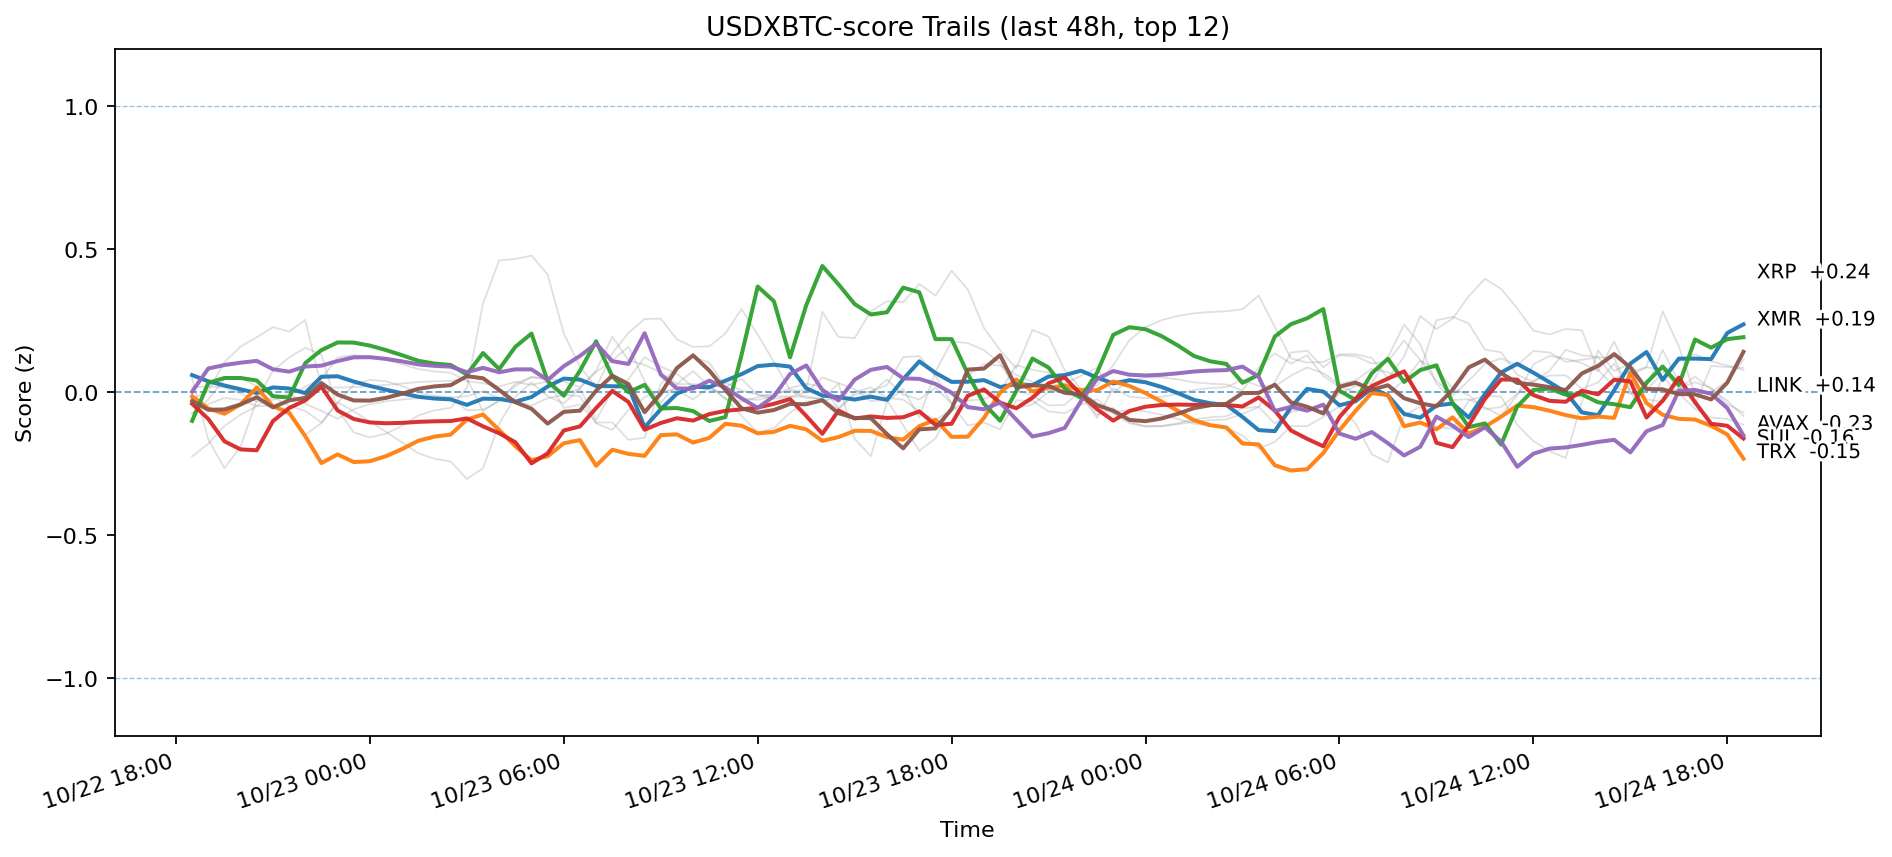 USDXBTC-score Trails (last 48h, top 12)
Score (z)
1.0
0.5
0.0
−0.5
−1.0
XRP +0.24
XMR +0.19
LINK +0.14
AVAX -0.23
-0.16
TRX -0.15
10/22 18:00
10/23 00:00
10/23 06:00
10/23 12:00
10/23 18:00
10/24 00:00
10/24 06:00
10/24 12:00
10/24 18:00
Time